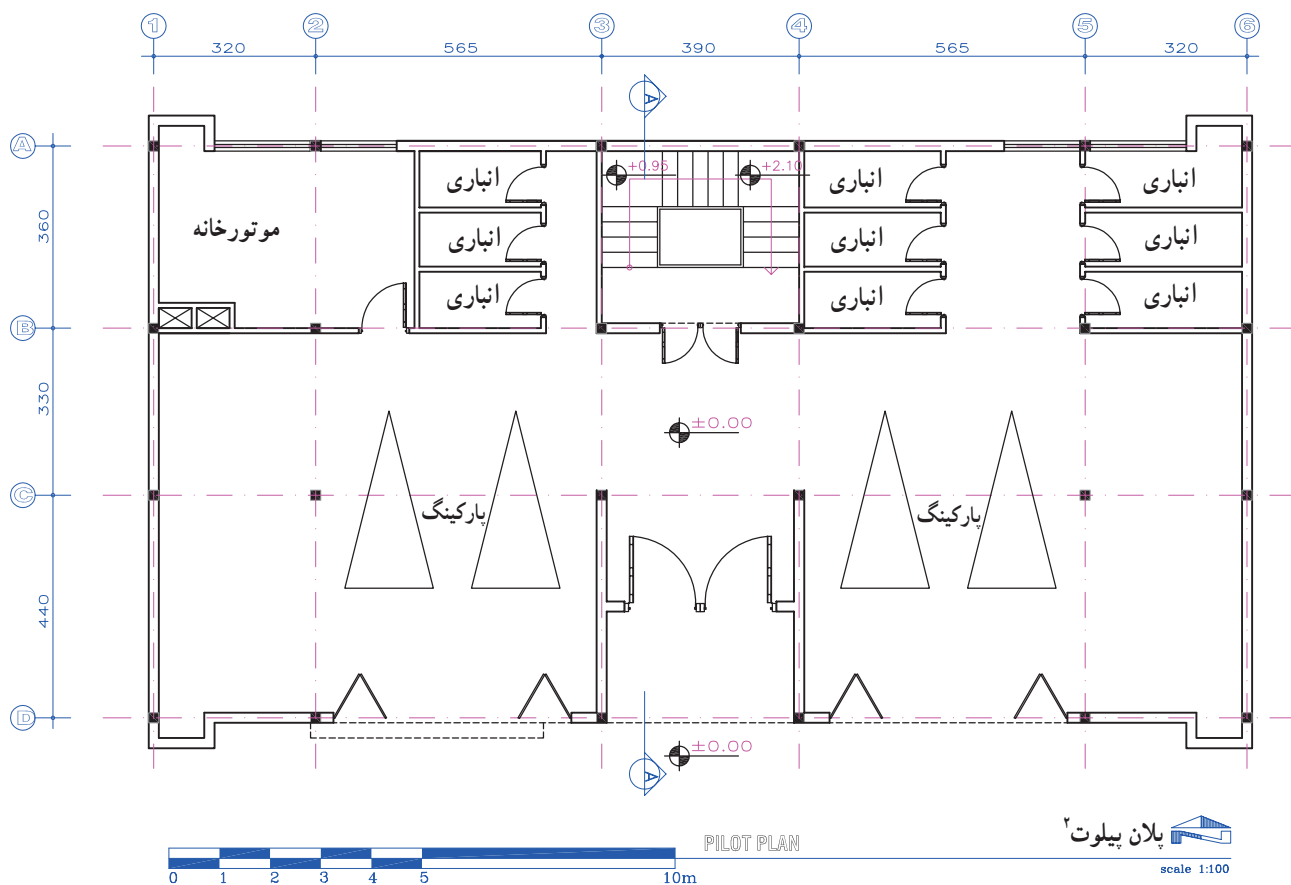 1 2 3 4 5 6
320 565 390 565 320
A
A
+0.95 +2.10
انباری انباری انباری
360
موتورخانه
انباری انباری انباری
انباری انباری انباری
B
330
±0.00
C
پارکینگ پارکینگ
440
D
±0.00
A
پلان پیلوت۲
PILOT PLAN
scale 1:100
0 1 2 3 4 5 10m